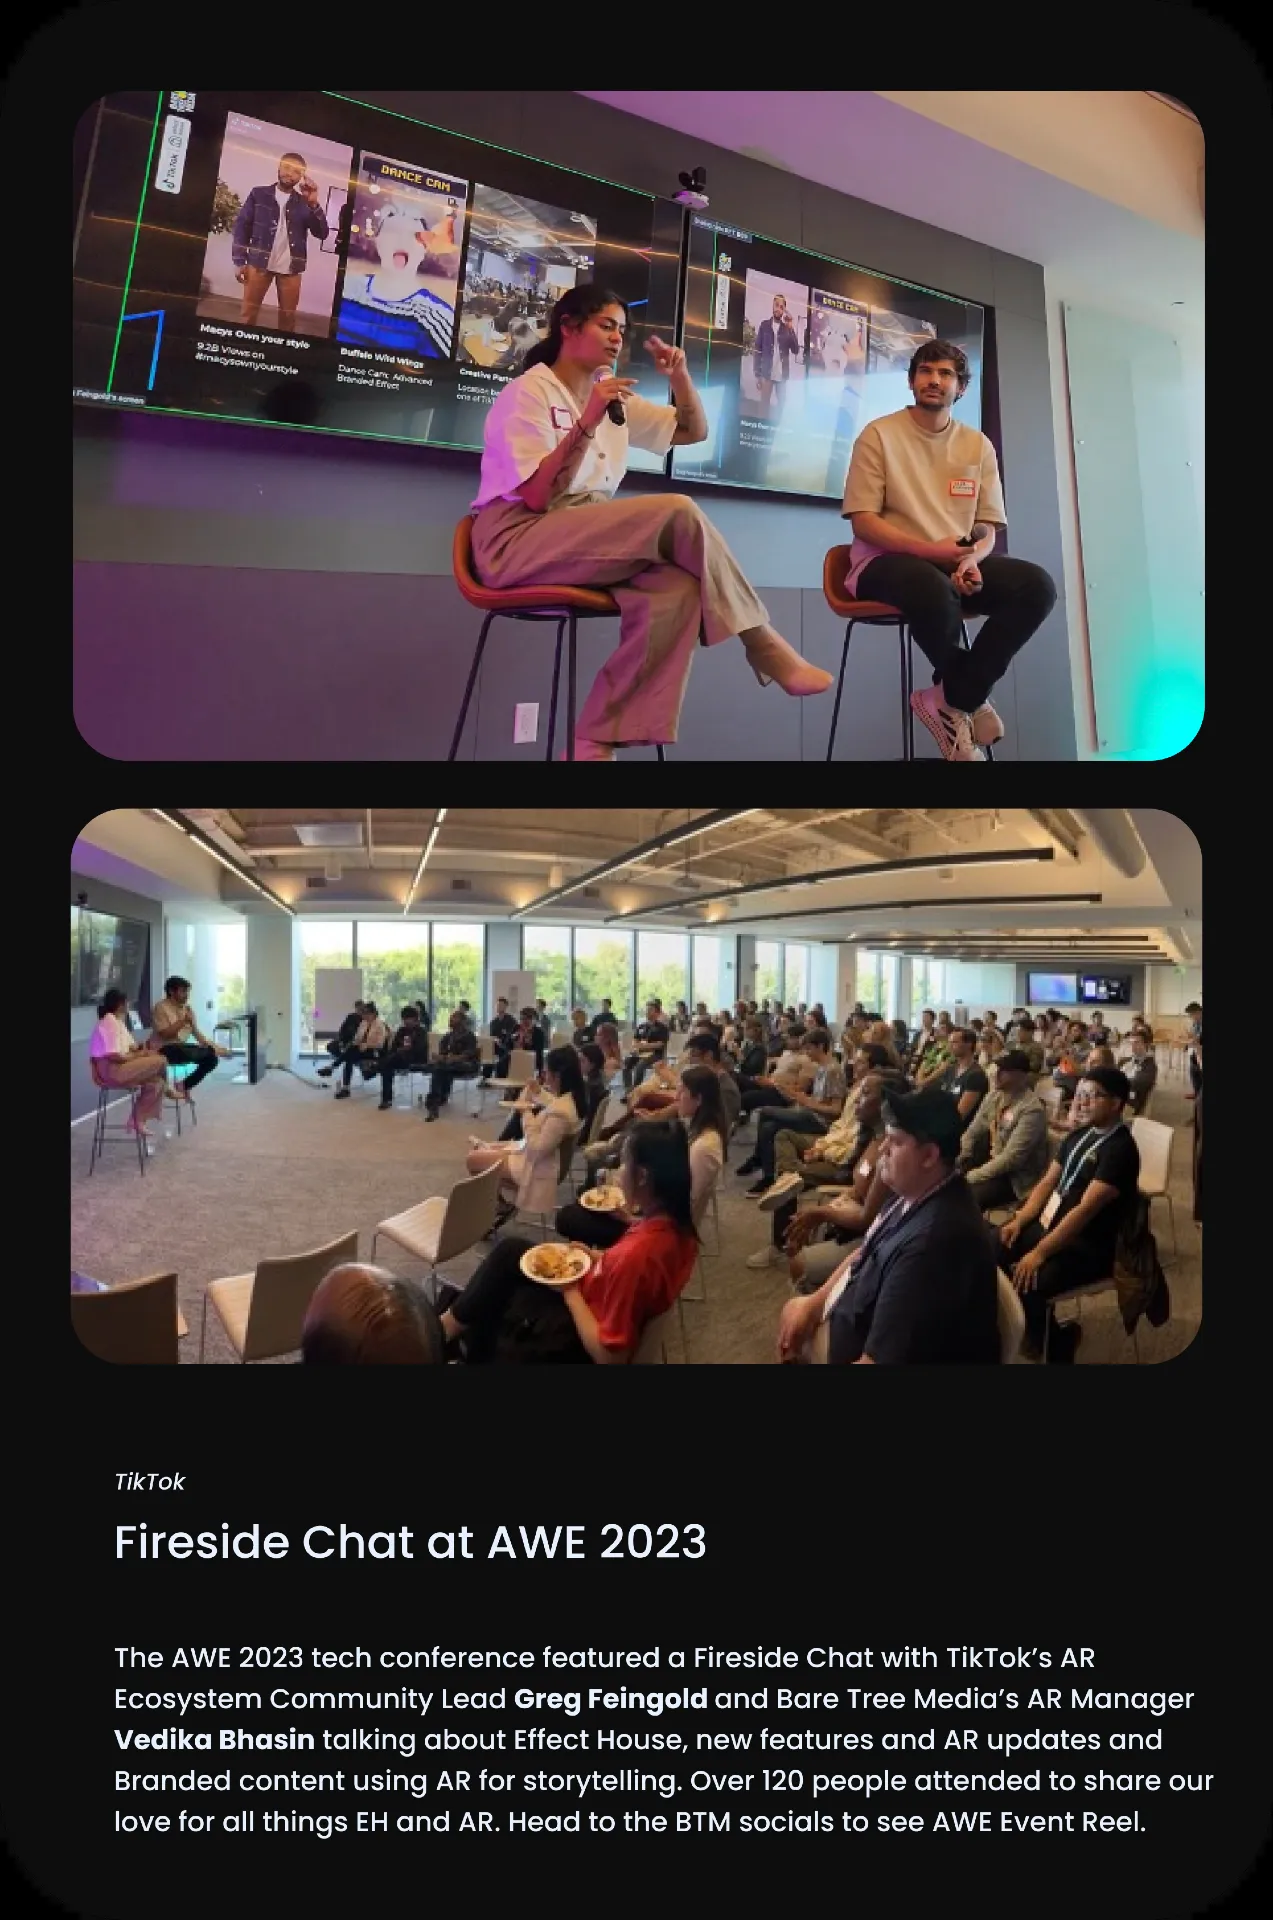 TikTok
TikTok
DANCE CAM
Macys Own your style
9.2B Views on
#macysownyourstyle
Buffalo Wild Wings
Dance Cam: Advanced
Branded Effect
Creative
Location
one of
Feingold's screen
DANCE CAM
TikTok
Fireside Chat at AWE 2023
The AWE 2023 tech conference featured a Fireside Chat with TikTok’s AR
Ecosystem Community Lead Greg Feingold and Bare Tree Media’s AR Manager
Vedika Bhasin talking about Effect House, new features and AR updates and
Branded content using AR for storytelling. Over 120 people attended to share our
love for all things EH and AR. Head to the BTM socials to see AWE Event Reel.